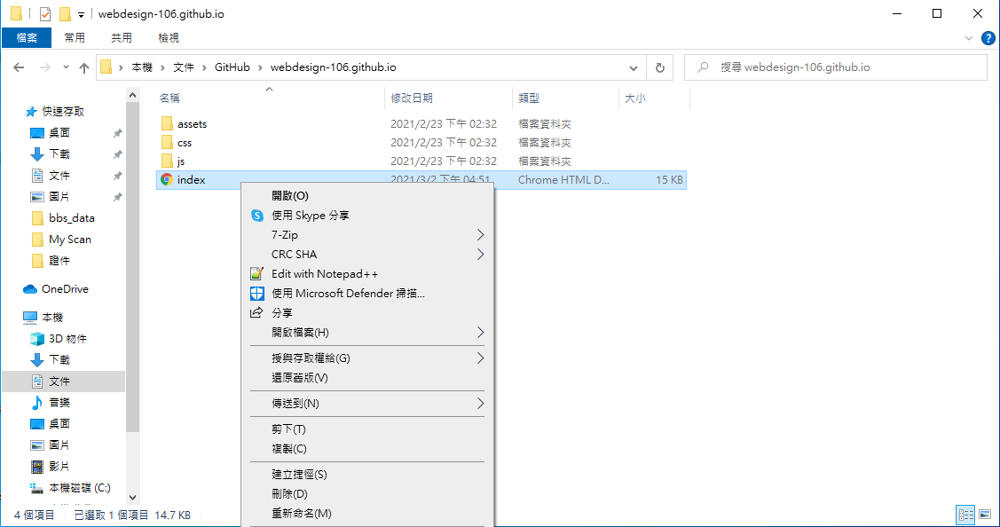 webdesign-106.github.io
檔案 常用 共用 檢視
本機 文件 GitHub webdesign-106.github.io 搜尋 webdesign-106.github.io
名稱 修改日期 類型 大小
快速存取
桌面
下載
文件
圖片
bbs_data
My Scan
證件
OneDrive
本機
3D 物件
下載
文件
音樂
桌面
圖片
影片
本機磁碟 (C:)
assets 2021/2/23 下午 02:32 檔案資料夾
css 2021/2/23 下午 02:32 檔案資料夾
js 2021/2/23 下午 02:32 檔案資料夾
index 2021/3/2 下午 04:51 Chrome HTML D... 15 KB
開啟(O)
使用 Skype 分享
7-Zip
CRC SHA
Edit with Notepad++
使用 Microsoft Defender 掃描...
分享
開啟檔案(H)
授與存取權給(G)
還原舊版(V)
傳送到(N)
剪下(T)
複製(C)
建立捷徑(S)
刪除(D)
重新命名(M)
4 個項目 已選取 1 個項目 14.7 KB